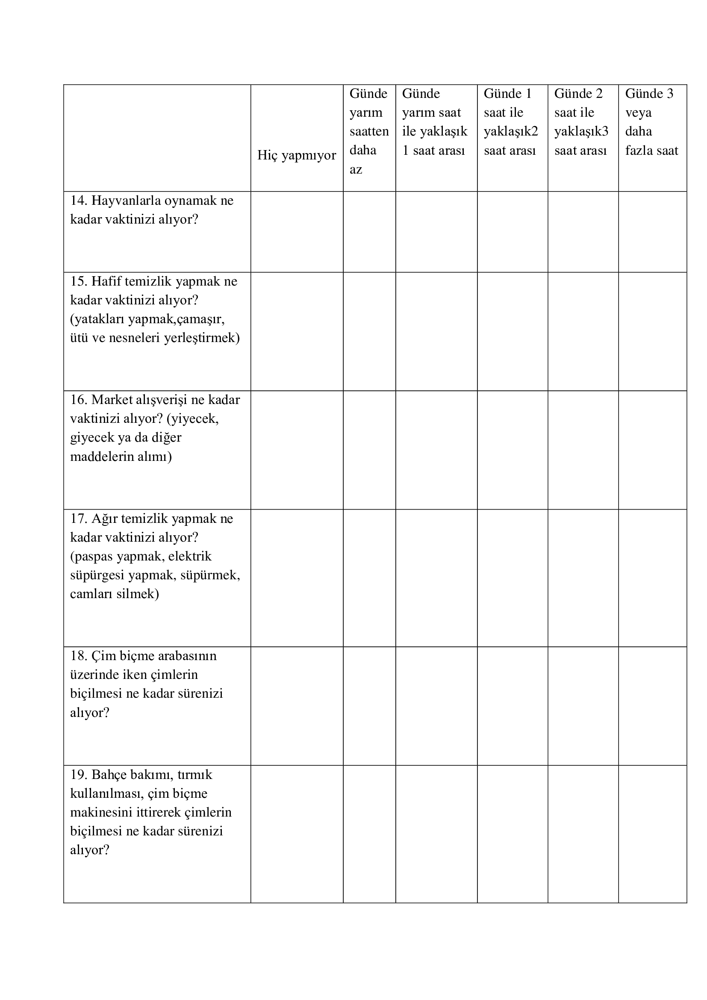 Hiç yapmıyor
Günde
yarım
saatten
daha
az
Günde
yarım saat
ile yaklaşık
1 saat arası
Günde 1
saat ile
yaklaşık2
saat arası
Günde 2
saat ile
yaklaşık3
saat arası
Günde 3
veya
daha
fazla saat
14. Hayvanlarla oynamak ne
kadar vaktinizi alıyor?
15. Hafif temizlik yapmak ne
kadar vaktinizi alıyor?
(yatakları yapmak,çamaşır,
ütü ve nesneleri yerleştirmek)
16. Market alışverişi ne kadar
vaktinizi alıyor? (yiyecek,
giyecek ya da diğer
maddelerin alımı)
17. Ağır temizlik yapmak ne
kadar vaktinizi alıyor?
(paspas yapmak, elektrik
süpürgesi yapmak, süpürmek,
camları silmek)
18. Çim biçme arabasının
üzerinde iken çimlerin
biçilmesi ne kadar sürenizi
alıyor?
19. Bahçe bakımı, tırmık
kullanılması, çim biçme
makinesini ittirerek çimlerin
biçilmesi ne kadar sürenizi
alıyor?